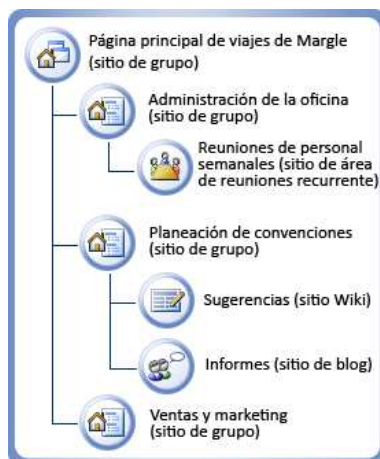 Página principal de viajes de Margle
(sitio de grupo)
Administración de la oficina
(sitio de grupo)
Reuniones de personal
semanales (sitio de área
de reuniones recurrente)
Planeación de convenciones
(sitio de grupo)
Sugerencias (sitio Wiki)
Informes (sitio de blog)
Ventas y marketing
(sitio de grupo)